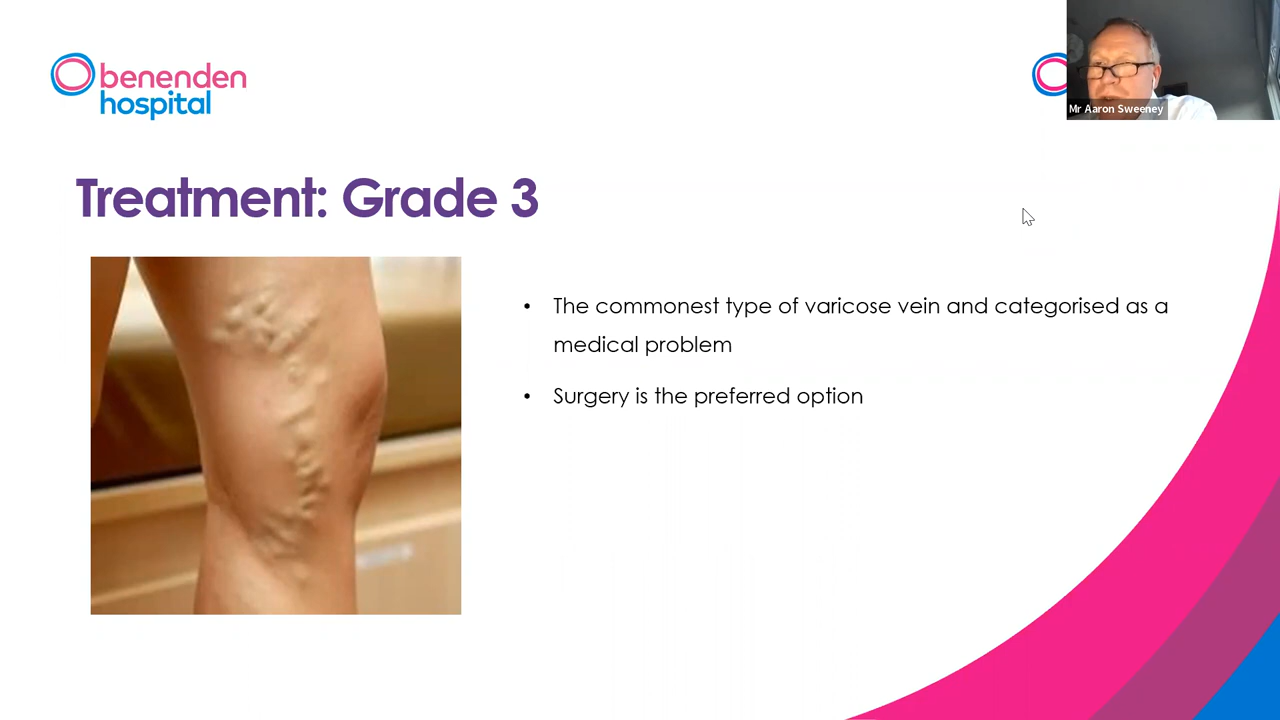 benenden
hospital
Mr Aaron Sweeney
Treatment: Grade 3
• The commonest type of varicose vein and categorised as a
medical problem
• Surgery is the preferred option